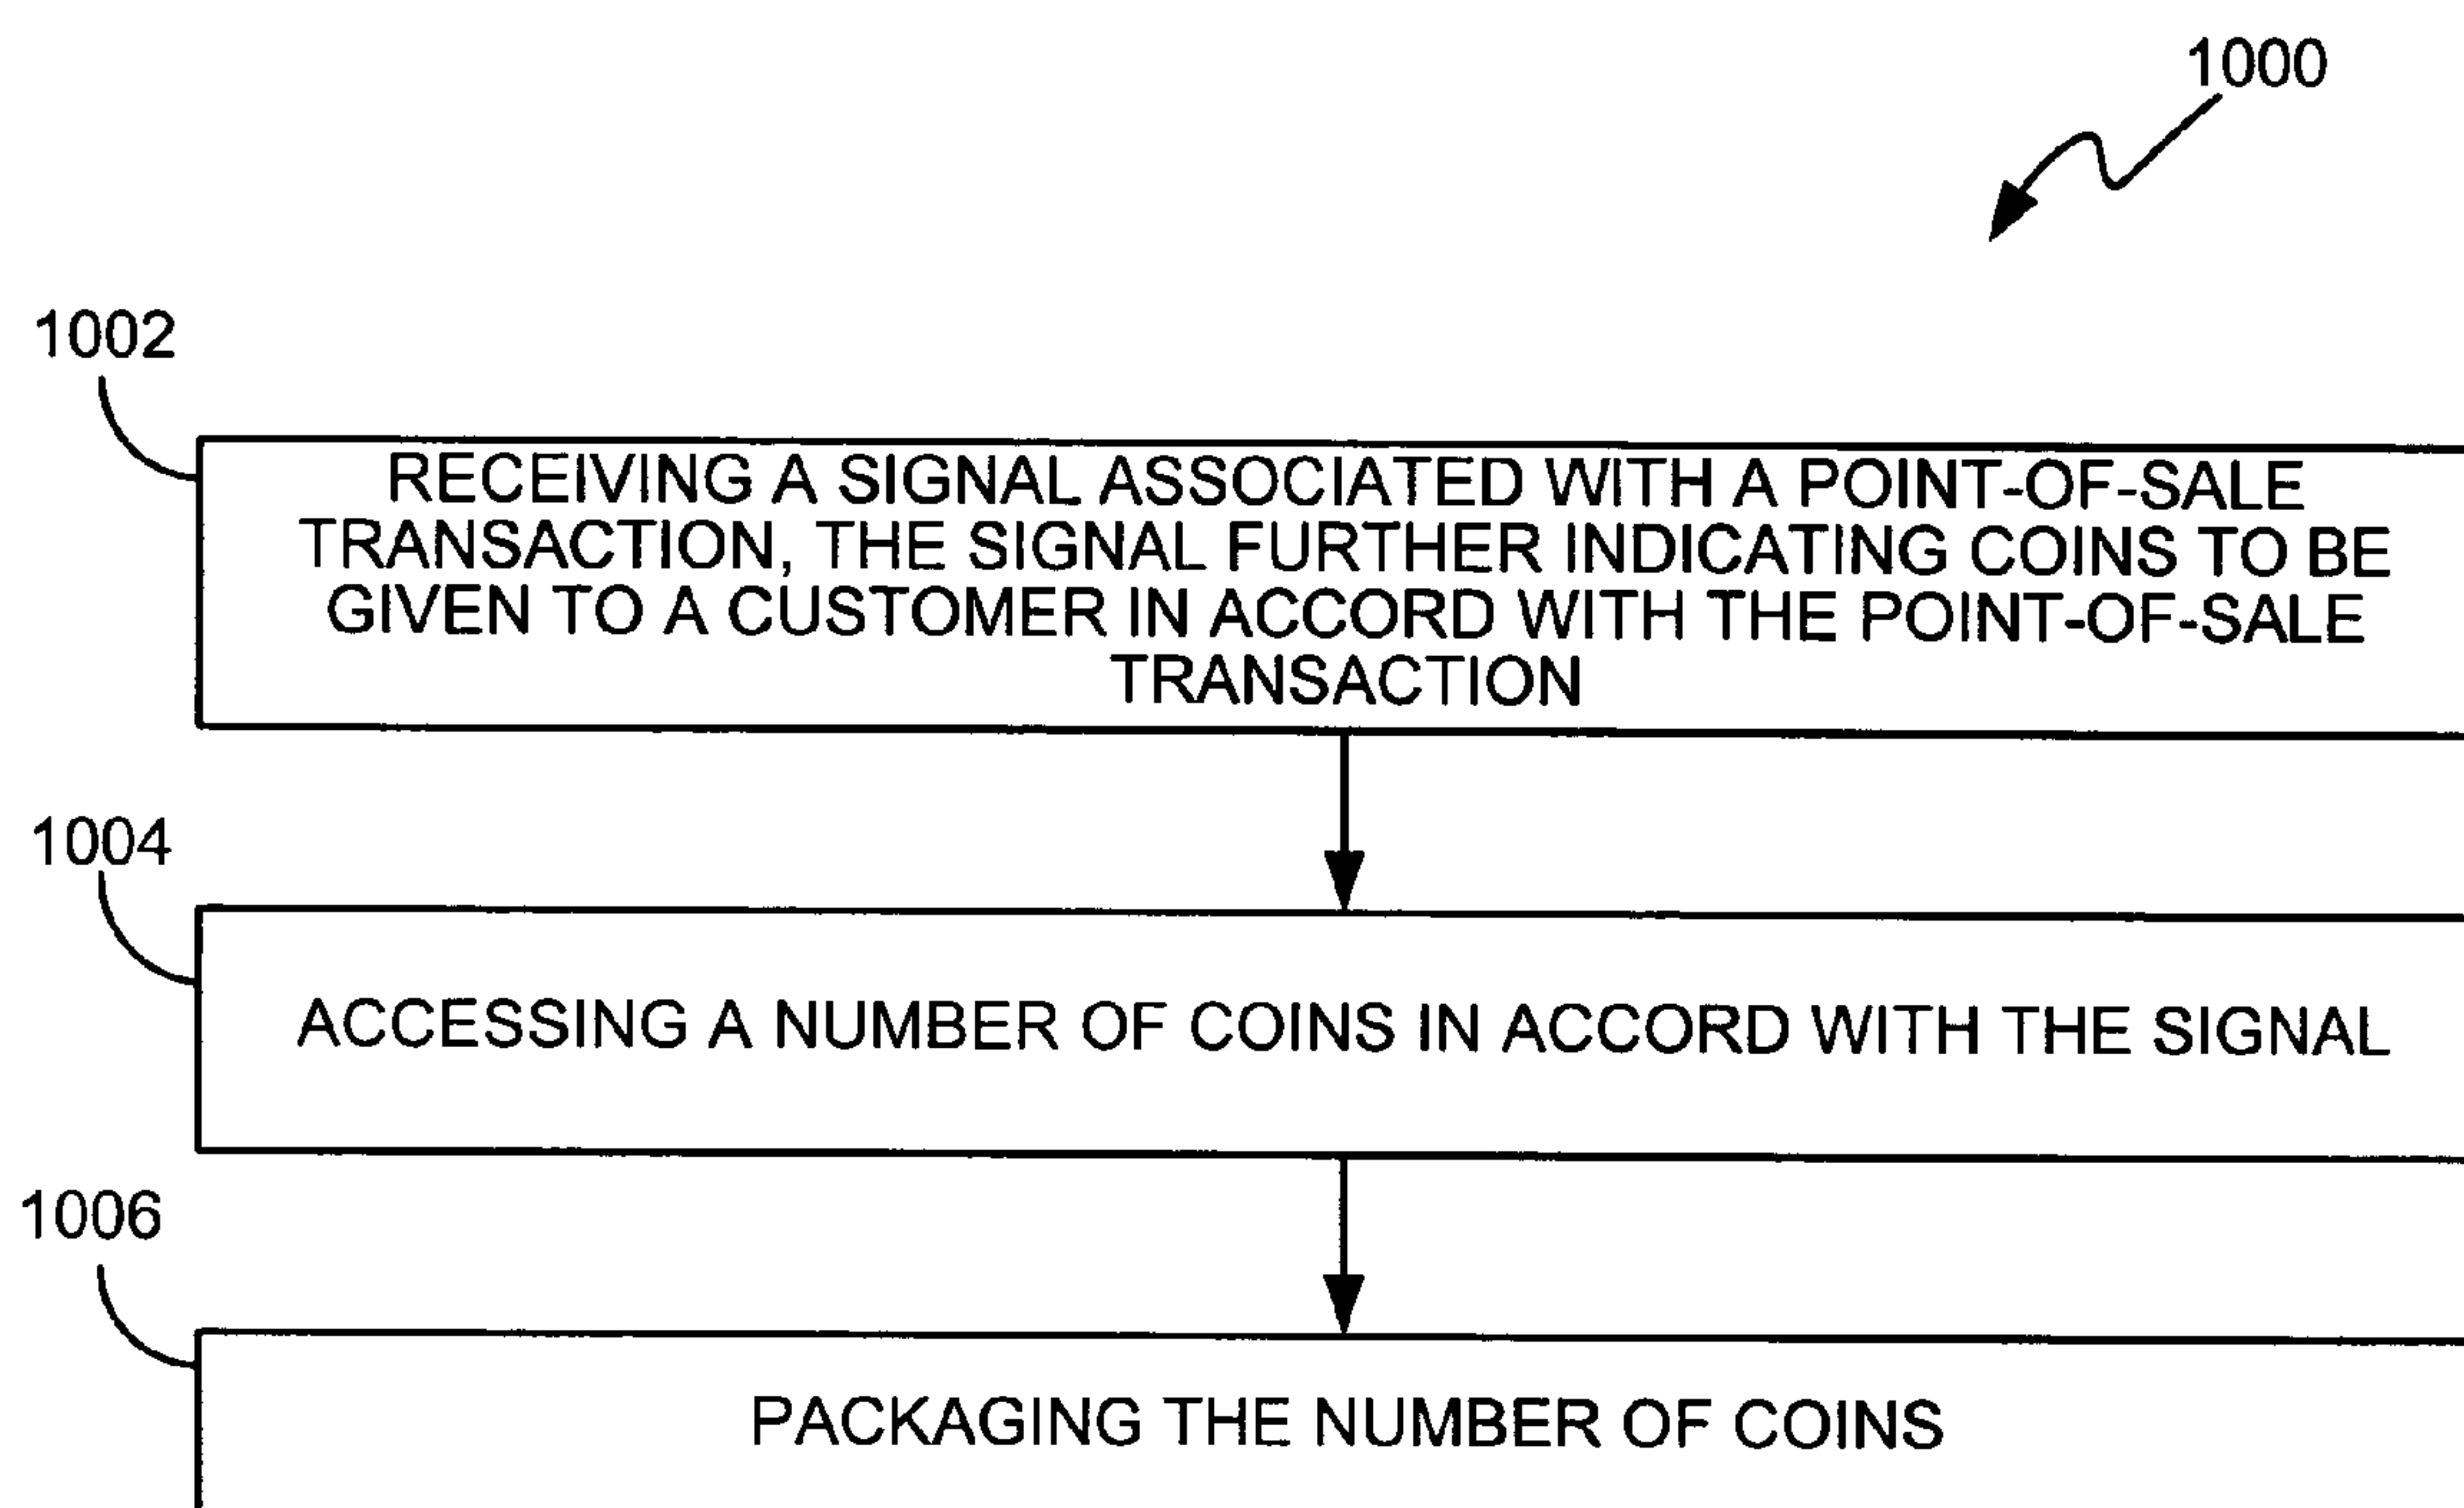 1000
1002
RECEIVING A SIGNAL ASSOCIATED WITH A POINT-OF-SALE
TRANSACTION, THE SIGNAL FURTHER INDICATING COINS TO BE
GIVEN TO A CUSTOMER IN ACCORD WITH THE POINT-OF-SALE
TRANSACTION
1004
ACCESSING A NUMBER OF COINS IN ACCORD WITH THE SIGNAL
1006
PACKAGING THE NUMBER OF COINS